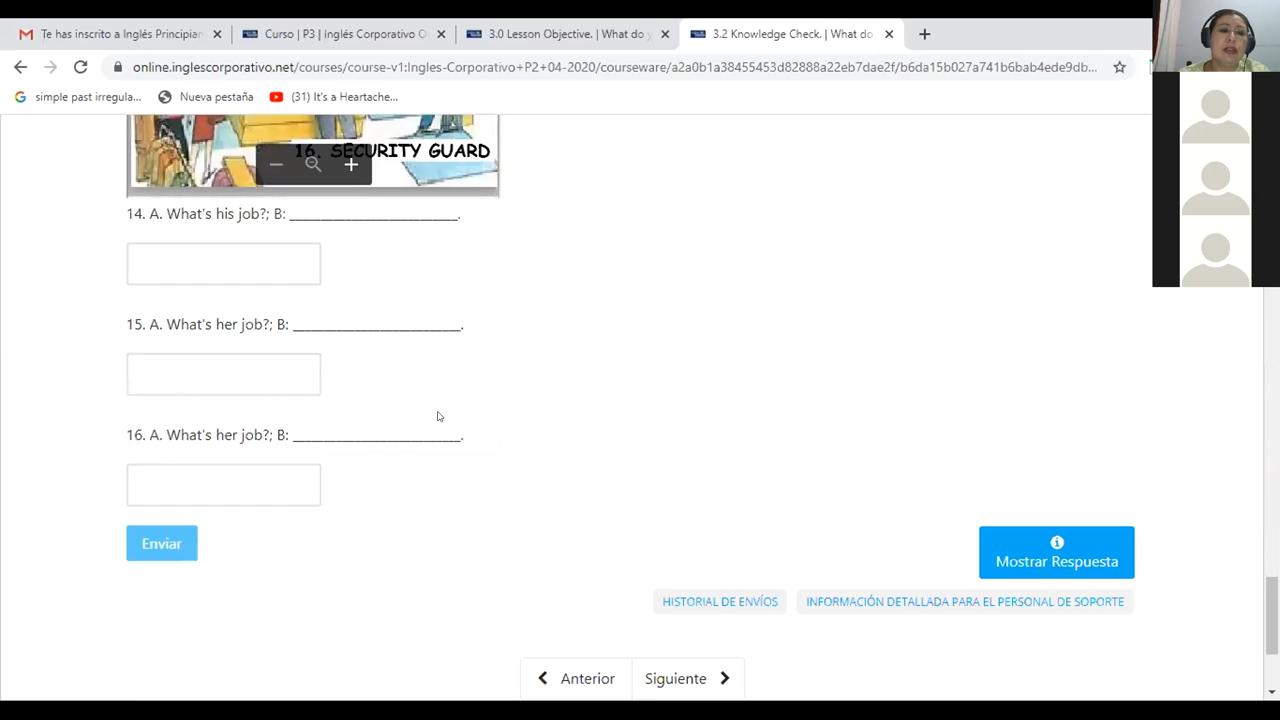 Te has inscrito a Inglés Principian
Curso | P3 | inglés Corporativo O
3.0 Lesson Objective. | What do y
3.2 Knowledge Check. | What do
online.inglescorporativo.net/courses/course-v1:Ingles-Corporativo+P2+04-2020/courseware/a2a0b1a38455453d82888a22eb7dae2f/b6da15b027a741b6bab4ede9db...
simple past irregula...
Nueva pestaña
(31) It's a Heartache...
16. SECURITY GUARD
14. A. What's his job?; B: _________________________.
15. A. What's her job?; B: _________________________.
16. A. What's her job?; B: _________________________.
Enviar
Mostrar Respuesta
HISTORIAL DE ENVÍOS
INFORMACIÓN DETALLADA PARA EL PERSONAL DE SOPORTE
Anterior
Siguiente